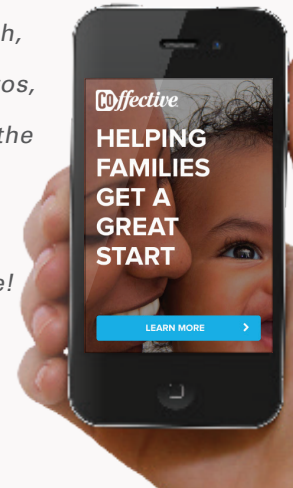 h,
os,
the
e!
COffective
HELPING
FAMILIES
GET A
GREAT
START
LEARN MORE